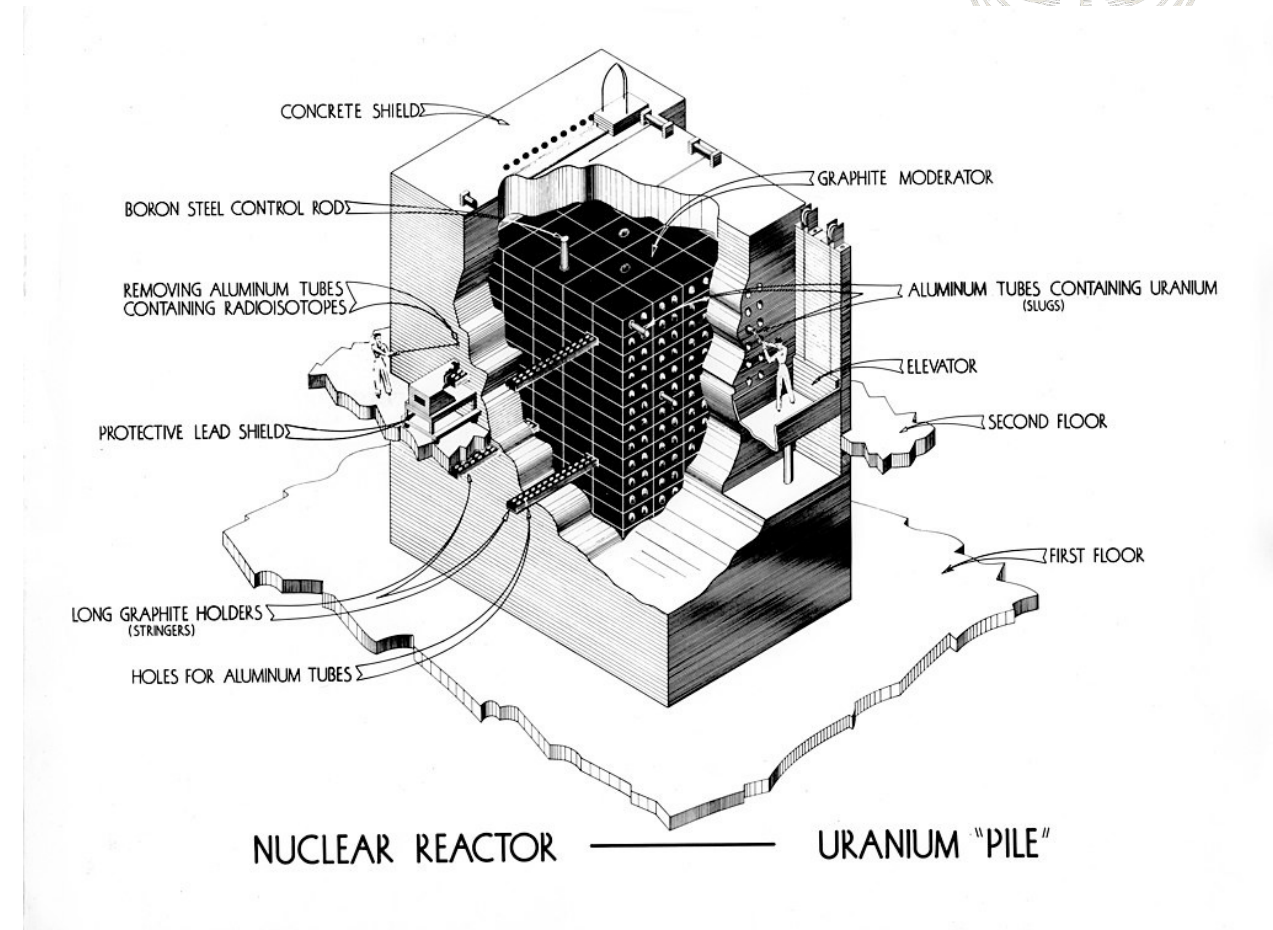 CONCRETE SHIELD
GRAPHITE MODERATOR
BORON STEEL CONTROL ROD
REMOVING ALUMINUM TUBES
CONTAINING RADIOISOTOPES
ALUMINUM TUBES CONTAINING URANIUM
(SLUGS)
ELEVATOR
PROTECTIVE LEAD SHIELD
SECOND FLOOR
FIRST FLOOR
LONG GRAPHITE HOLDERS
(STRINGERS)
HOLES FOR ALUMINUM TUBES
NUCLEAR REACTOR — URANIUM "PILE"